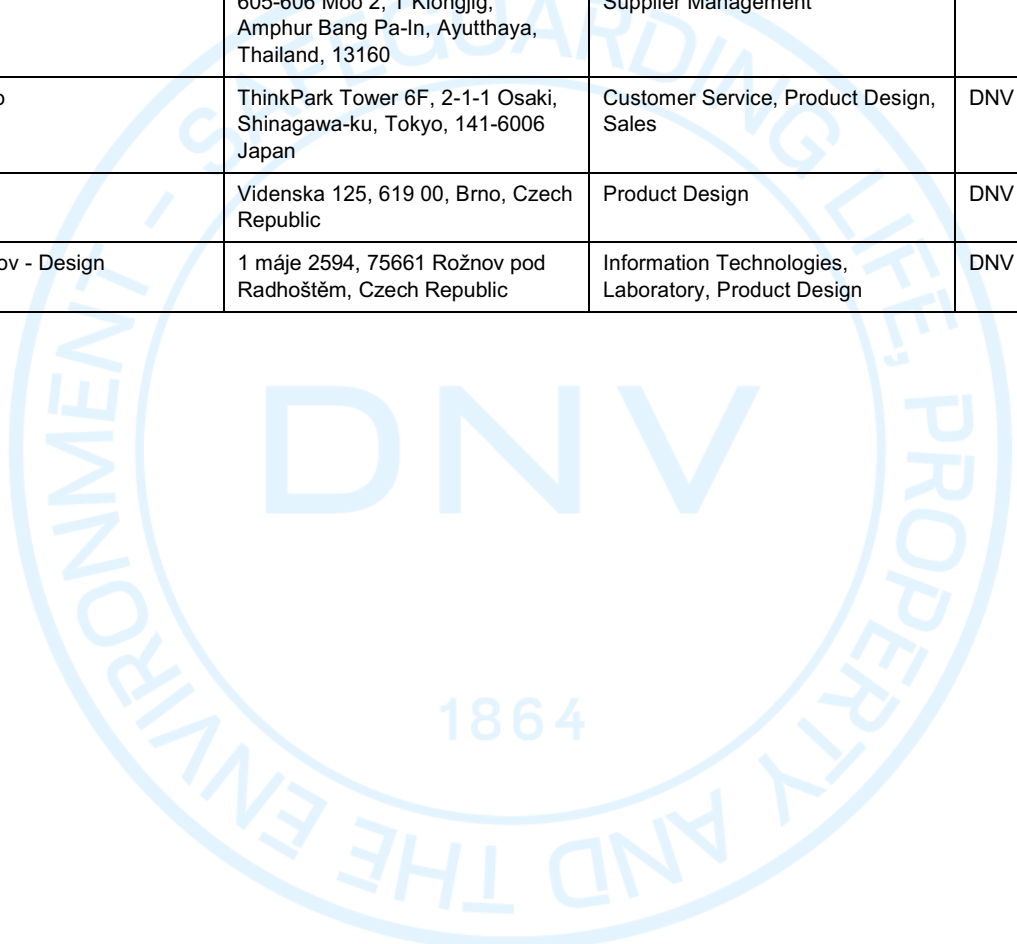 605-606 Moo 2, T Klongjig,
Amphur Bang Pa-In, Ayutthaya,
Thailand, 13160
Supplier Management
o
ThinkPark Tower 6F, 2-1-1 Osaki,
Shinagawa-ku, Tokyo, 141-6006
Japan
Customer Service, Product Design,
Sales
DNV
Videnska 125, 619 00, Brno, Czech
Republic
Product Design
DNV
ov - Design
1 máje 2594, 75661 Rožnov pod
Radhoštěm, Czech Republic
Information Technologies,
Laboratory, Product Design
DNV
SAFEGUARDING LIFE, PROPERTY AND THE ENVIRONMENT -
DNV
1864